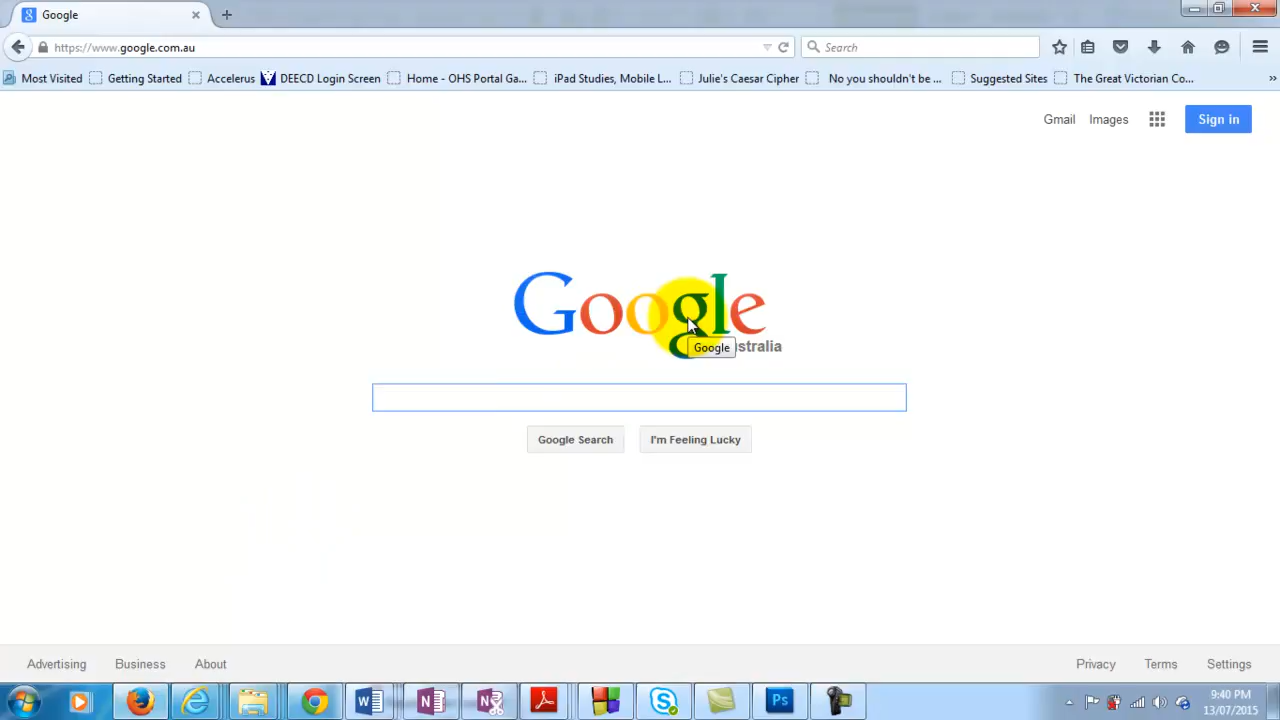 Google
https://www.google.com.au
Search
Most Visited
Getting Started
Accelerus
DEECD Login Screen
Home - OHS Portal Ga...
iPad Studies, Mobile L...
Julie's Caesar Cipher
No you shouldn't be ...
Suggested Sites
The Great Victorian Co...
Gmail
Images
Sign in
Google
Google
stralia
Google Search
I'm Feeling Lucky
Advertising
Business
About
Privacy
Terms
Settings
Ps
9:40 PM
13/07/2015